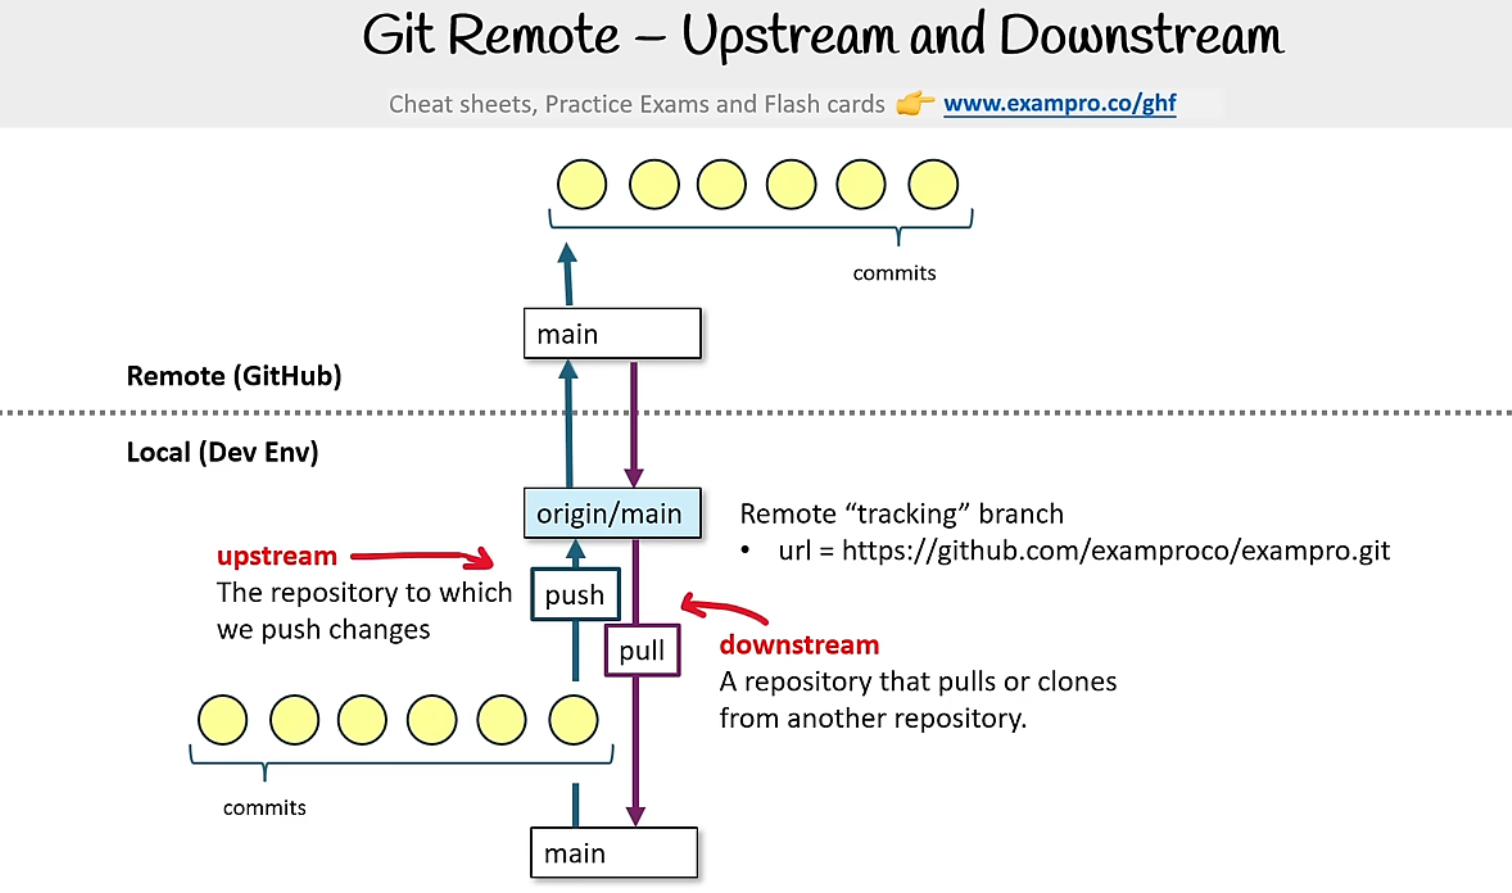 Git Remote – Upstream and Downstream
Cheat sheets, Practice Exams and Flash cards 👉 www.exampro.co/ghf
commits
main
Remote (GitHub)
Local (Dev Env)
origin/main
Remote “tracking” branch
• url = https://github.com/examproco/exampro.git
upstream
The repository to which
we push changes
push
pull
downstream
A repository that pulls or clones
from another repository.
commits
main